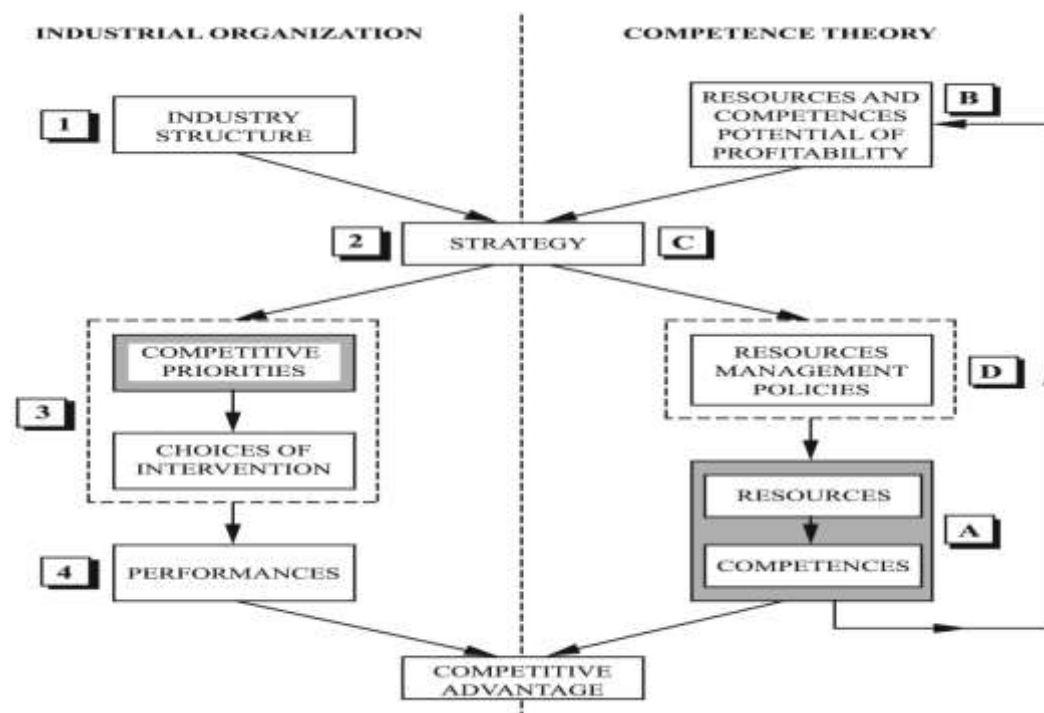 INDUSTRIAL ORGANIZATION
COMPETENCE THEORY
1
INDUSTRY
STRUCTURE
RESOURCES AND
COMPETENCES
POTENTIAL OF
PROFITABILITY
B
2
STRATEGY
C
COMPETITIVE
PRIORITIES
RESOURCES
MANAGEMENT
POLICIES
D
3
CHOICES OF
INTERVENTION
RESOURCES
A
4
PERFORMANCES
COMPETENCES
COMPETITIVE
ADVANTAGE